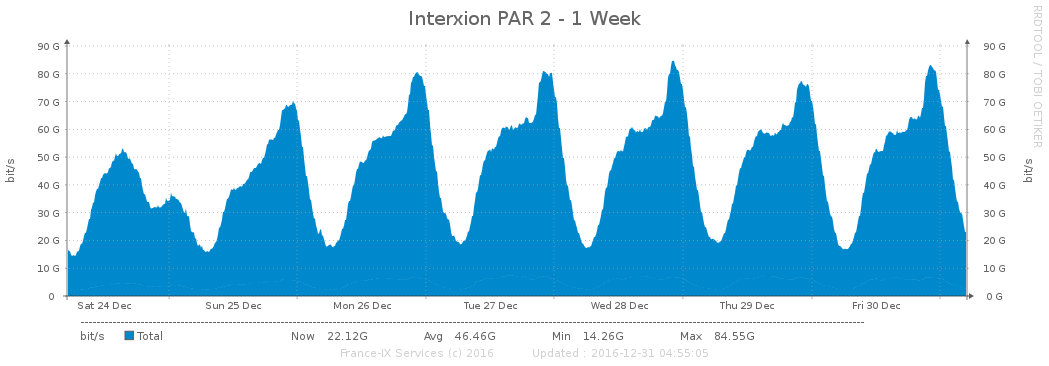 Interxion PAR 2 - 1 Week
RRDTOOL / TOBI OETIKER
90 G 90 G
80 G 80 G
70 G 70 G
60 G 60 G
50 G 50 G
40 G 40 G
30 G 30 G
20 G 20 G
10 G 10 G
0 0 G
bit/s
bit/s
Sat 24 Dec Sun 25 Dec Mon 26 Dec Tue 27 Dec Wed 28 Dec Thu 29 Dec Fri 30 Dec
bit/s Total Now 22.12G Avg 46.46G Min 14.26G Max 84.55G
France-IX Services (c) 2016 Updated : 2016-12-31 04:55:05